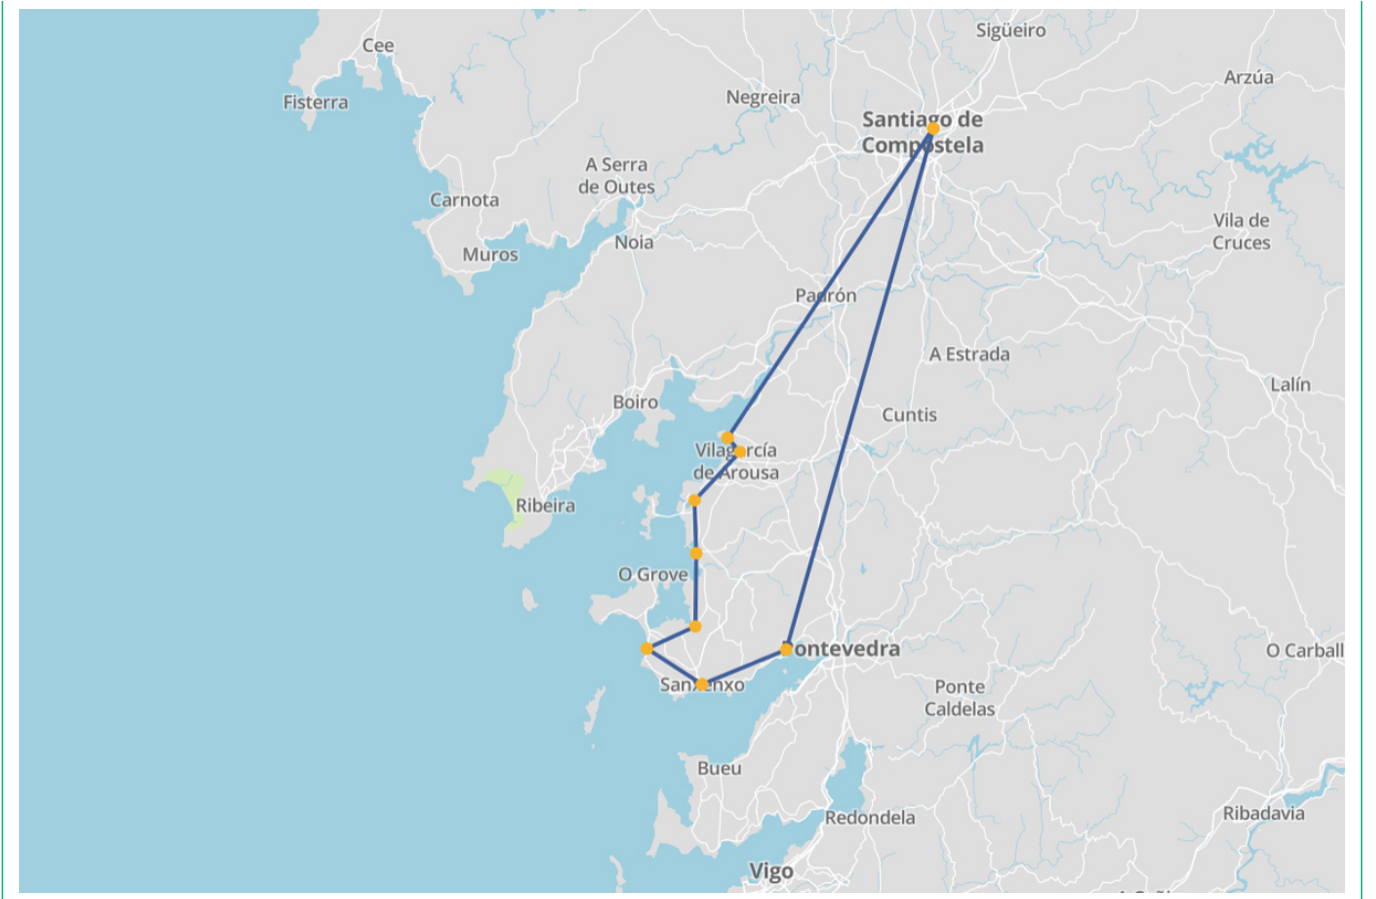 Sigüeiro
Cee
Arzúa
Negreira
Fisterra
Santiago de
Compostela
A Serra
de Outes
Carnota
Vila de
Cruces
Noia
Muros
Padrón
A Estrada
Lalín
Boiro
Cuntis
Vilagarcía
de Arousa
Ribeira
O Grove
Pontevedra
O Carball
Sanxenxo
Ponte
Caldelas
Bueu
Ribadavia
Redondela
Vigo